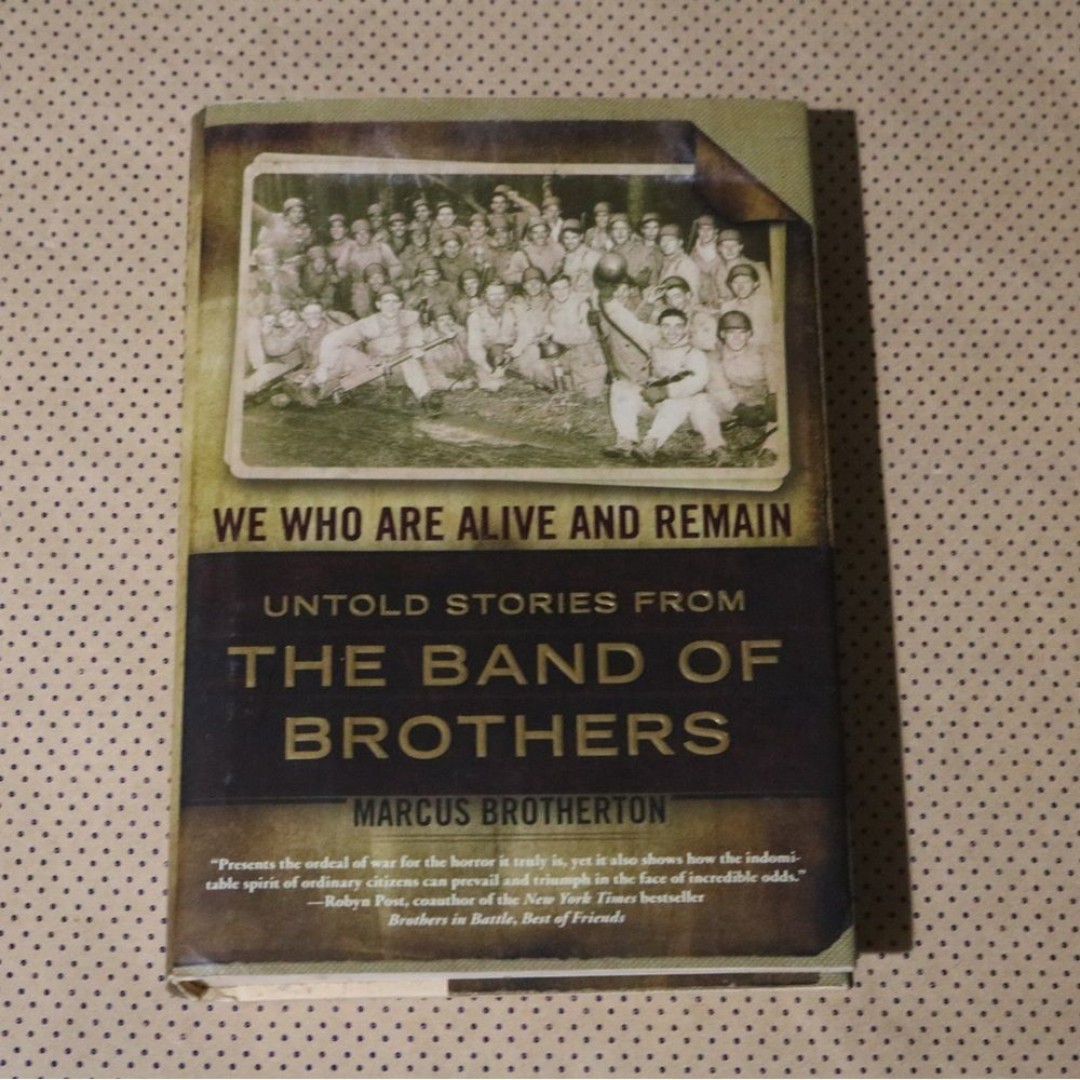 WE WHO ARE ALIVE AND REMAIN
UNTOLD STORIES FROM
THE BAND OF
BROTHERS
MARCUS BROTHERTON
“Presents the ordeal of war for the horror it truly is, yet it also shows how the indomi-
table spirit of ordinary citizens can prevail and triumph in the face of incredible odds.”
—Robyn Post, coauthor of the New York Times bestseller
Brothers in Battle, Best of Friends